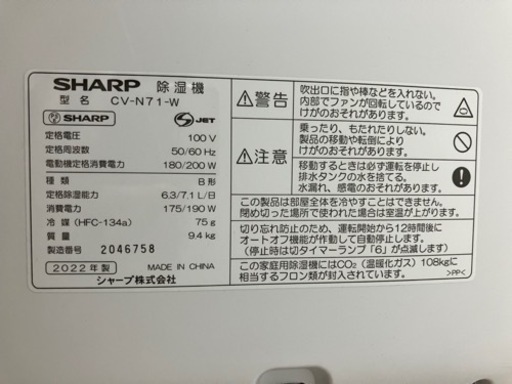 SHARP 除湿機
型名 CV-N71-W
SHARP
JET
定格電圧 100V
定格周波数 50/60Hz
電動機定格消費電力 180/200W
種類 B形
定格除湿能力 6.3/7.1L/日
消費電力 175/190W
冷媒(HFC-134a) 75g
質量 9.4kg
製造番号 2046758
2022年製 MADE IN CHINA
シャープ株式会社
警告
吹出口に指や棒などを入れない。
内部でファンが回転しているので
けがのおそれがあります。
注意
乗ったり、もたれたりしない。
製品の移動や転倒により
けがのおそれがあります。
移動するときは必ず運転を停止し
排水タンクの水を捨てる。
水漏れ、感電のおそれがあります。
この製品は部屋全体を冷やすことはできません。
閉め切った場所で使われた場合は室温が上がります。
切り忘れ防止のため、運転開始から12時間後に
オートオフ機能が作動し自動停止します。
(停止時は切タイマーランプ「6」が点滅します)
この家庭用除湿機にはCO₂(温暖化ガス)108kgに
相当するフロン類が封入されています。
>PP<